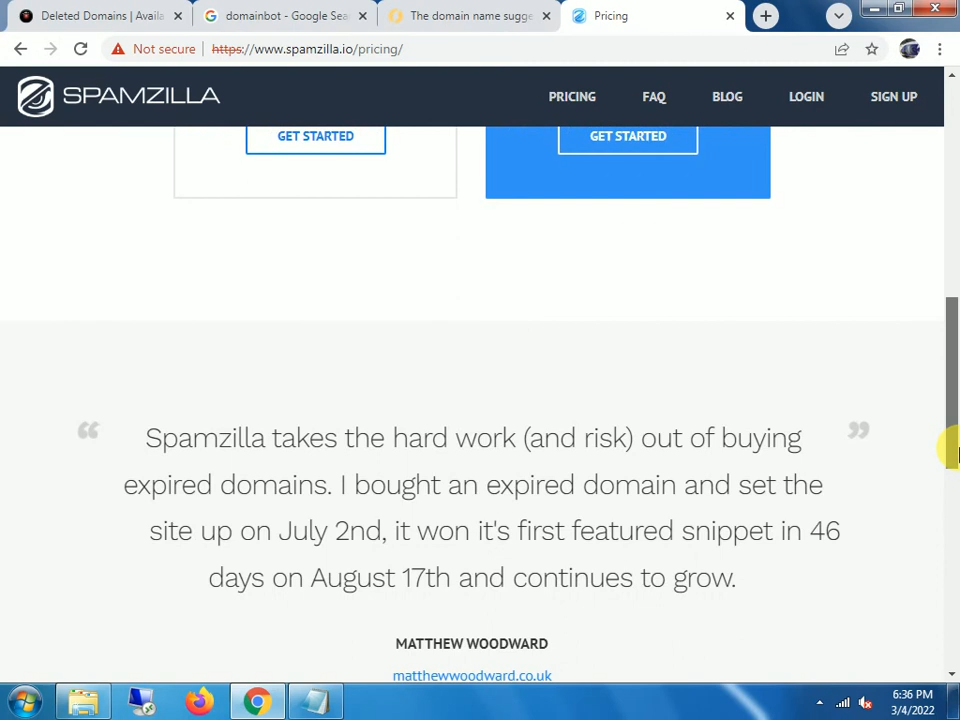 Deleted Domains | Availa
domainbot - Google Sea
The domain name sugge
Pricing
Not secure
https://www.spamzilla.io/pricing/
SPAMZILLA
PRICING
FAQ
BLOG
LOGIN
SIGN UP
GET STARTED
GET STARTED
“ Spamzilla takes the hard work (and risk) out of buying ”
expired domains. I bought an expired domain and set the
site up on July 2nd, it won it's first featured snippet in 46
days on August 17th and continues to grow.
MATTHEW WOODWARD
matthewwoodward.co.uk
6:36 PM
3/4/2022